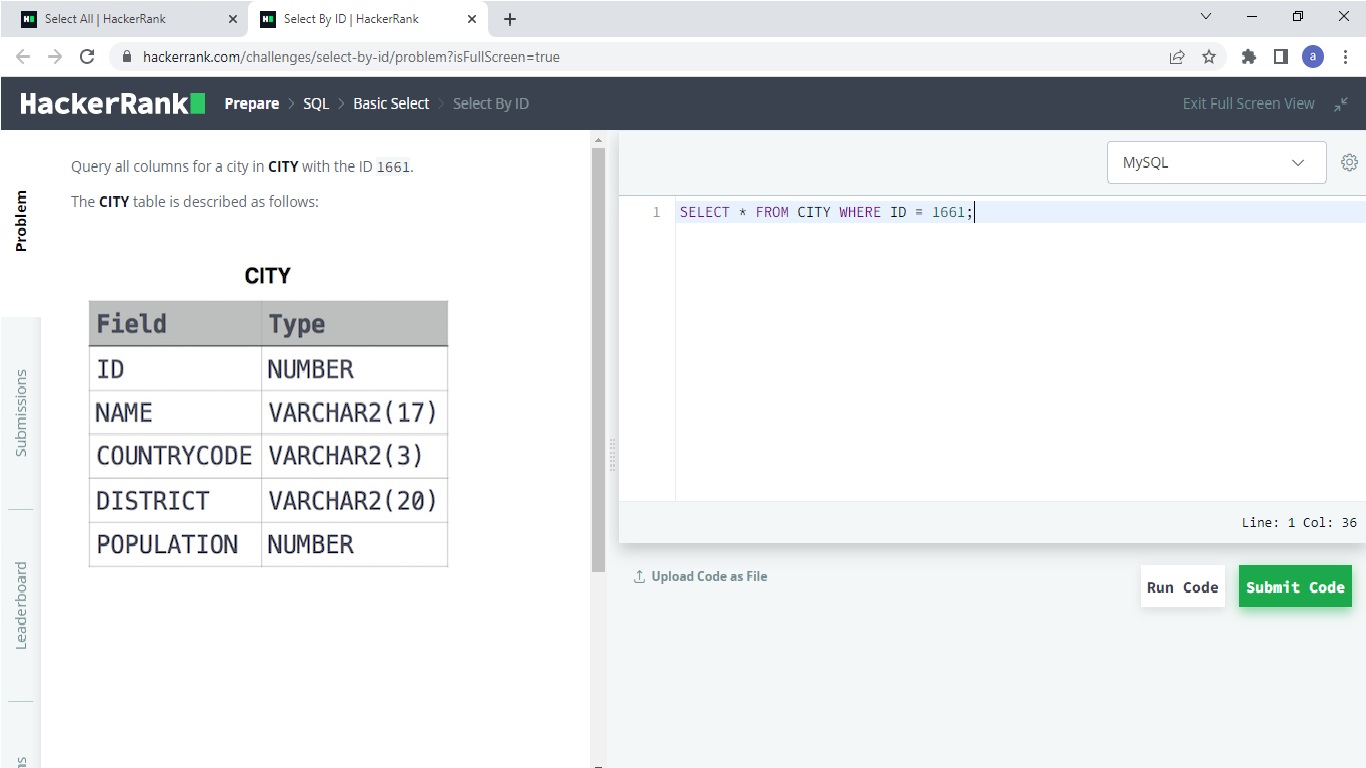 Select All | HackerRank
Select By ID | HackerRank
hackerrank.com/challenges/select-by-id/problem?isFullScreen=true
a
HackerRank
Prepare > SQL > Basic Select > Select By ID
Exit Full Screen View
Problem
Submissions
Leaderboard
Query all columns for a city in CITY with the ID 1661.
The CITY table is described as follows:
CITY
Field Type
ID NUMBER
NAME VARCHAR2(17)
COUNTRYCODE VARCHAR2(3)
DISTRICT VARCHAR2(20)
POPULATION NUMBER
MySQL
1 SELECT * FROM CITY WHERE ID = 1661;
Line: 1 Col: 36
Upload Code as File
Run Code
Submit Code